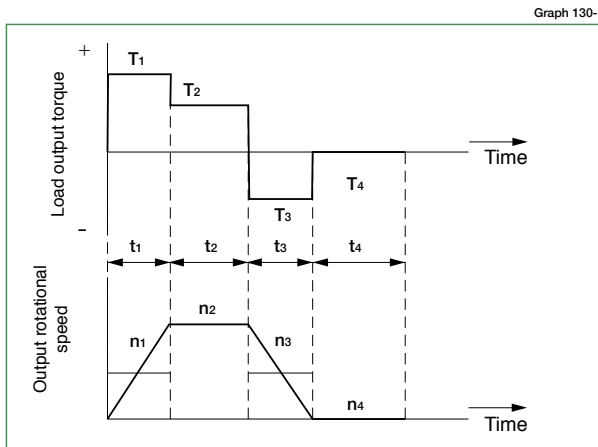 Graph 130-
+
T1
T2
Load output torque
Time
T4
T3
-
t1 t2 t3 t4
Output rotational
speed
n2
n1
n3
n4
Time